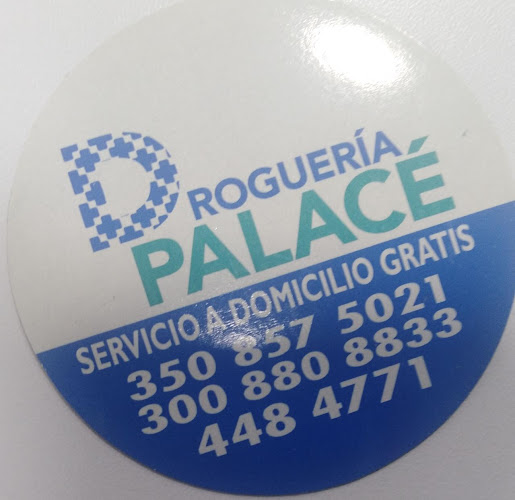 DROGUERÍA
PALACÉ
SERVICIO A DOMICILIO GRATIS
350 857 5021
300 880 8833
448 4771